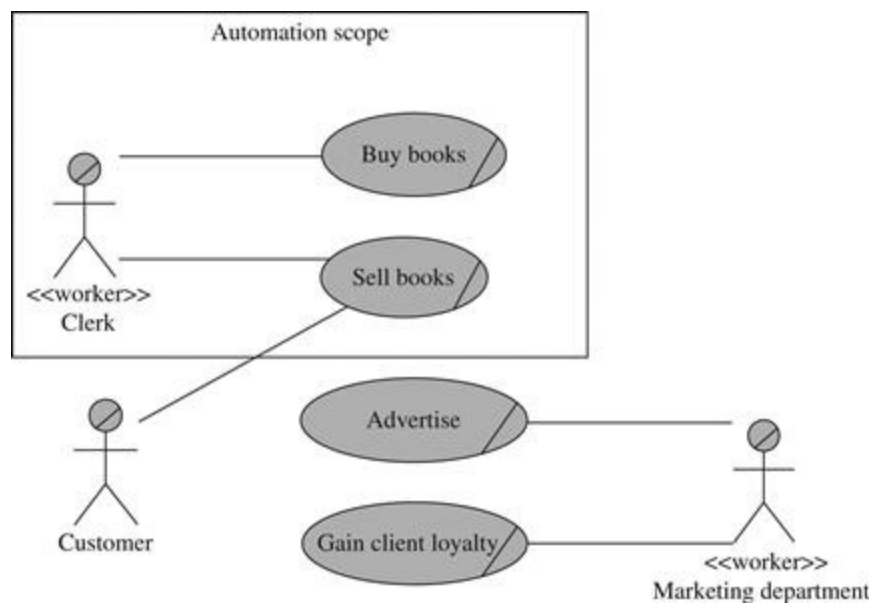 Automation scope
Buy books
Sell books
<<worker>>
Clerk
Advertise
Customer
Gain client loyalty
<<worker>>
Marketing department